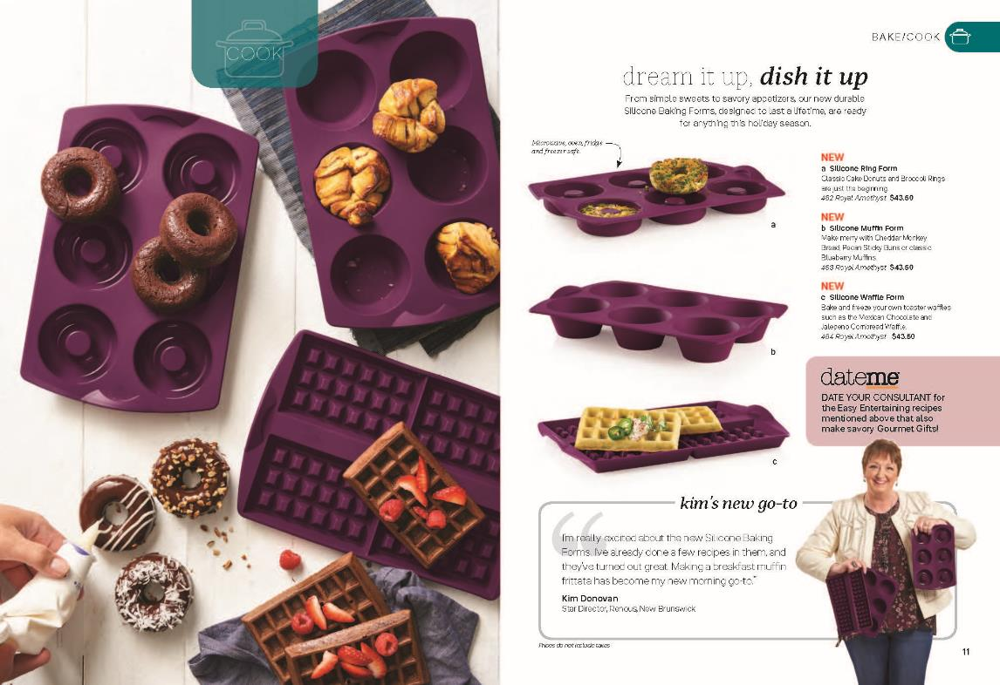 COOK
BAKE/COOK
dream it up, dish it up
From simple sweets to savory appetizers, our new durable
Silicone Baking Forms, designed to last a lifetime, are ready
for anything this holiday season.
Microwave, oven, fridge
and freezer safe.
a
b
c
NEW
a Silicone Ring Form
Classic Cake Donuts and Broccoli Rings
are just the beginning.
462 Royal Amethyst $43.50
NEW
b Silicone Muffin Form
Make merry with Cheddar Monkey
Bread, Pecan Sticky Buns or classic
Blueberry Muffins.
463 Royal Amethyst $43.50
NEW
c Silicone Waffle Form
Bake and freeze your own toaster waffles
such as the Mexican Chocolate and
Jalapeno Cornbread Waffle.
464 Royal Amethyst $43.50
dateme
DATE YOUR CONSULTANT for
the Easy Entertaining recipes
mentioned above that also
make savory Gourmet Gifts!
kim's new go-to
“I'm really excited about the new Silicone Baking
Forms. I've already done a few recipes in them, and
they've turned out great. Making a breakfast muffin
frittata has become my new morning go-to.”
Kim Donovan
Star Director, Renous, New Brunswick
Prices do not include taxes
11